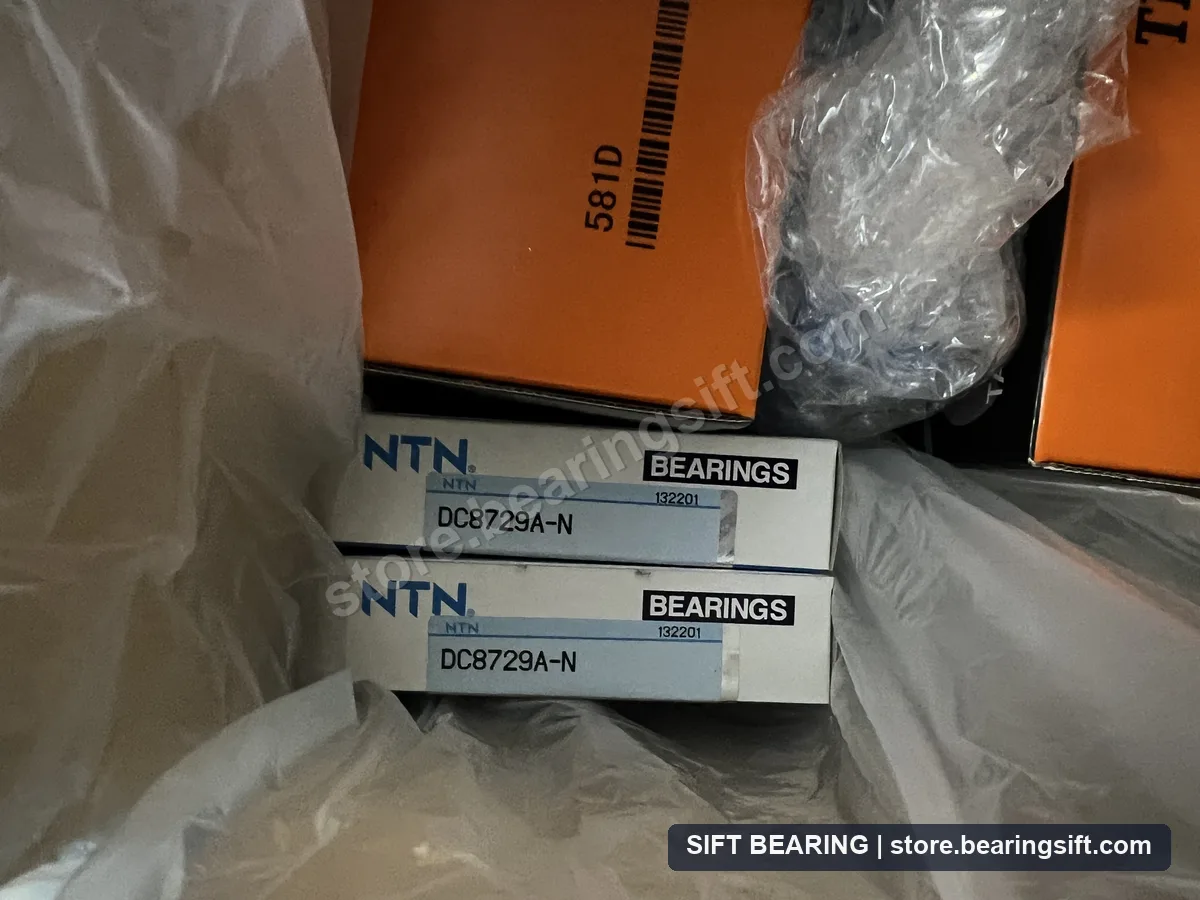 581D
NTN
BEARINGS
NTN
132201
DC8729A-N
NTN
BEARINGS
NTN
132201
DC8729A-N
store.bearingsift.com
SIFT BEARING | store.bearingsift.com